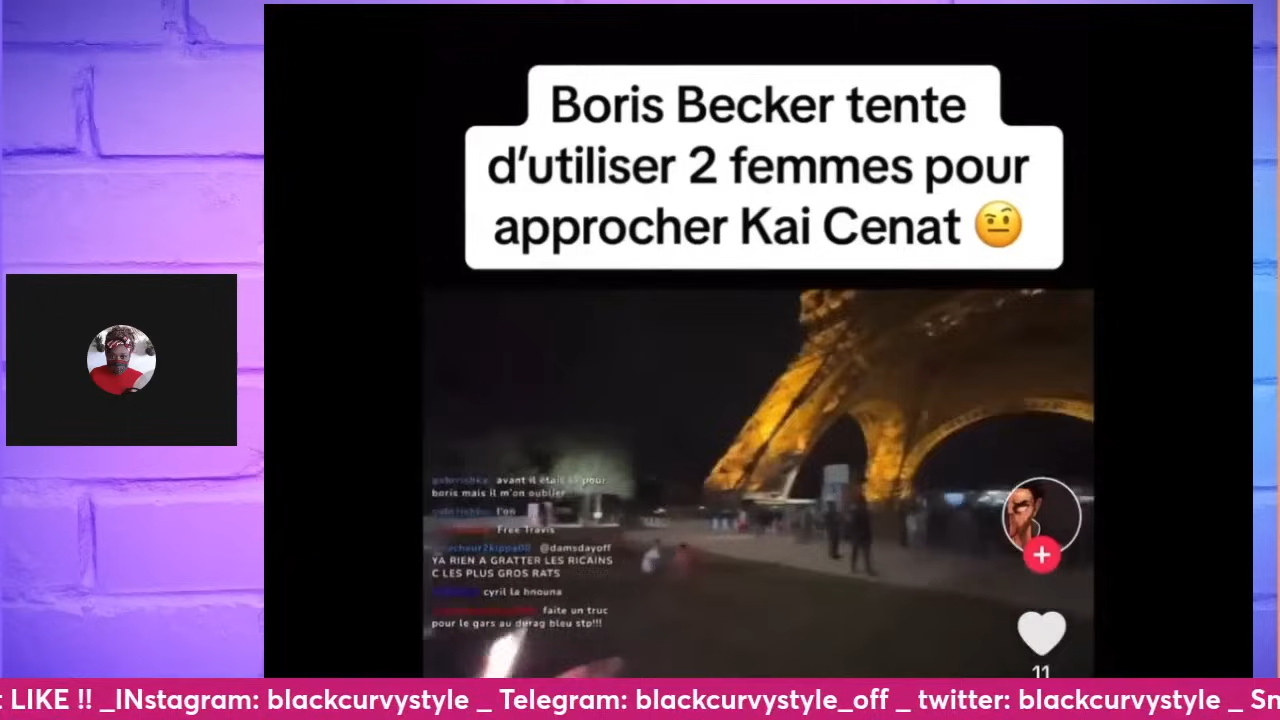 Boris Becker tente
d'utiliser 2 femmes pour
approcher Kai Cenat 🤨
avant il étais là pour
boris mais il m'on oublier
l'on
Free Travis
@damsdayoff
YA RIEN A GRATTER LES RICAINS
C LES PLUS GROS RATS
cyril la hnouna
faite un truc
pour le gars au durag bleu stp!!!
11
LIKE !! _INstagram: blackcurvystyle _ Telegram: blackcurvystyle_off _ twitter: blackcurvystyle _ Sn